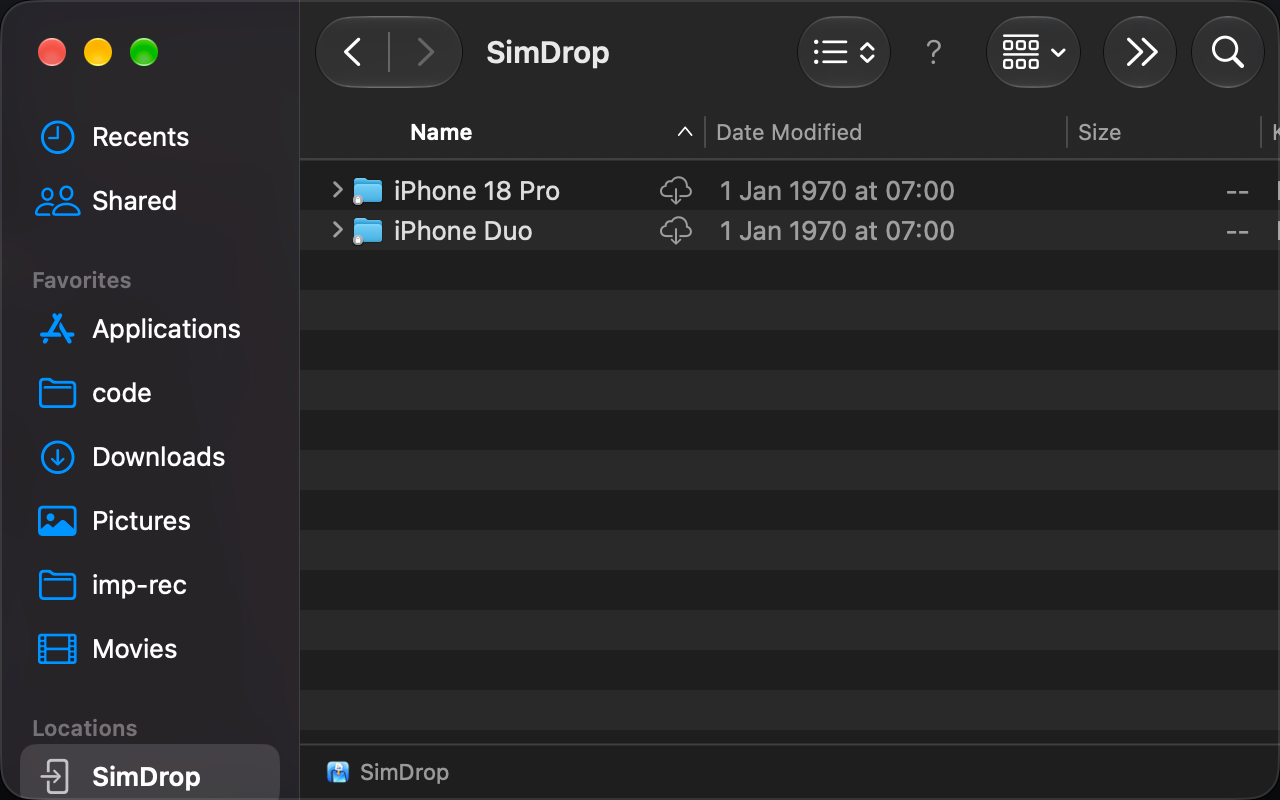 SimDrop
?
Recents
Shared
Favorites
Applications
code
Downloads
Pictures
imp-rec
Movies
Locations
SimDrop
Name Date Modified Size
iPhone 18 Pro 1 Jan 1970 at 07:00 --
iPhone Duo 1 Jan 1970 at 07:00 --
SimDrop